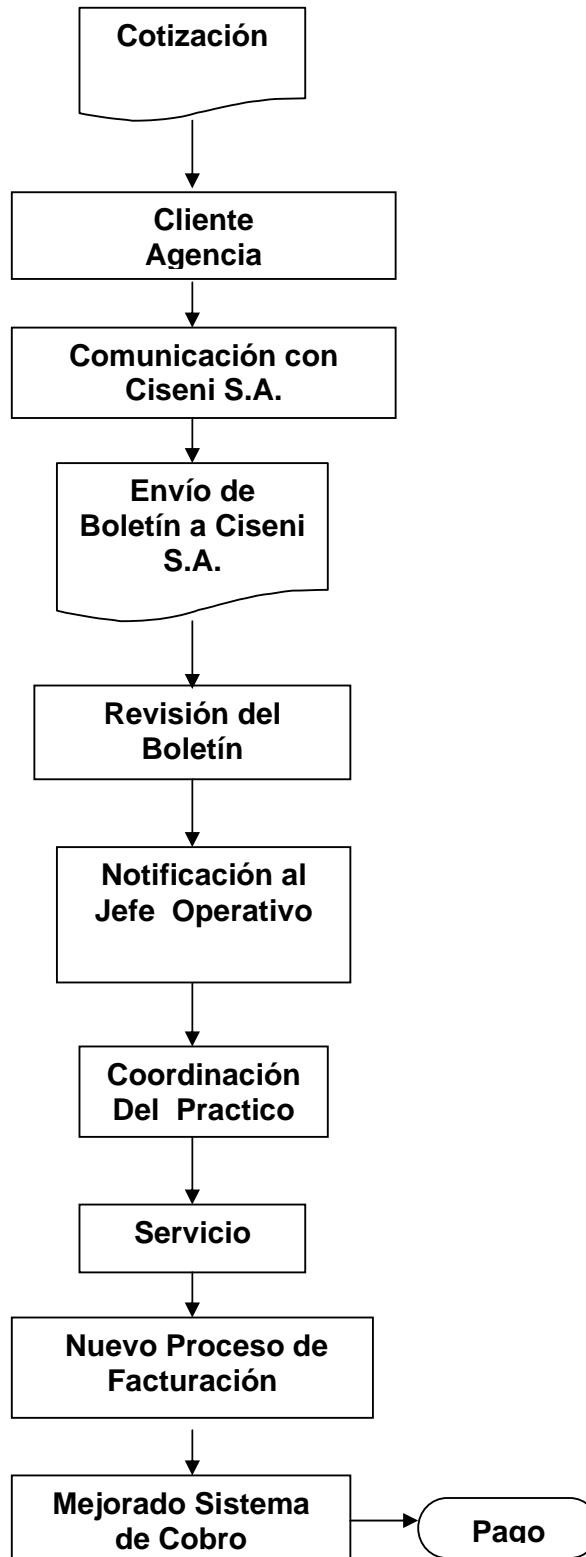 Cotización
Cliente
Agencia
Comunicación con
Ciseni S.A.
Envío de
Boletín a Ciseni
S.A.
Revisión del
Boletín
Notificación al
Jefe Operativo
Coordinación
Del Practico
Servicio
Nuevo Proceso de
Facturación
Mejorado Sistema
de Cobro
Pago